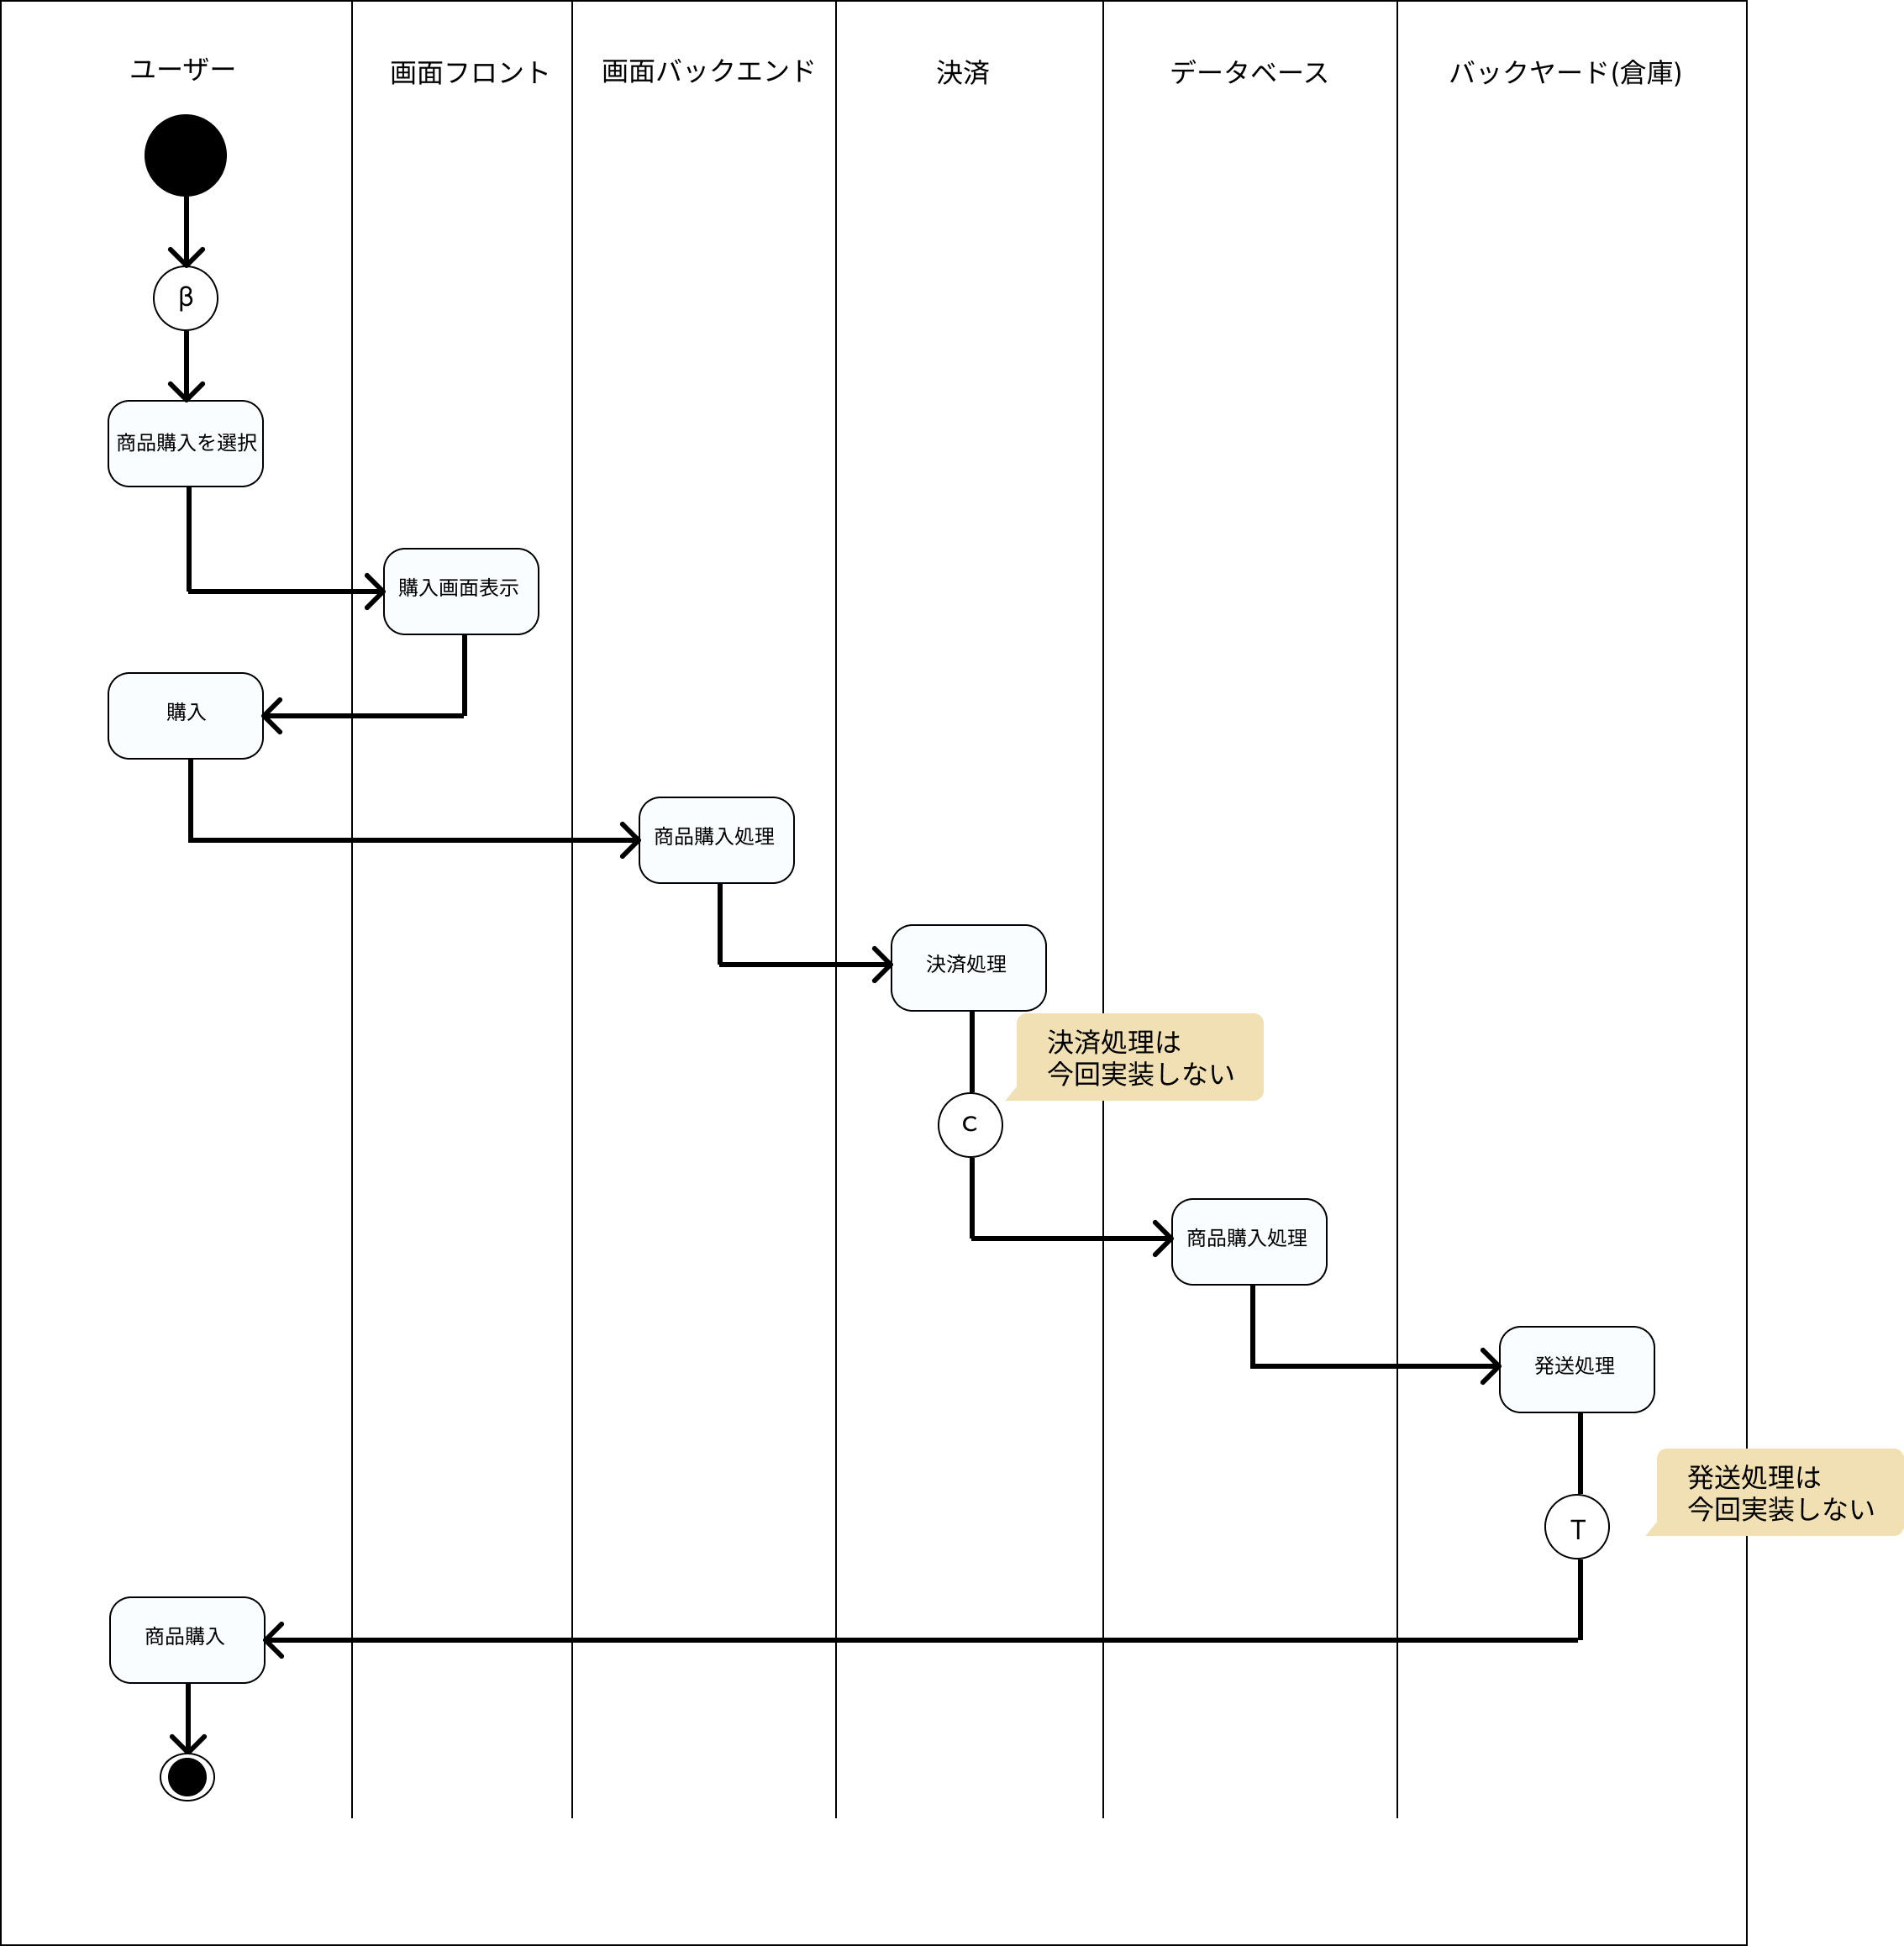 ユーザー
画面フロント
画面バックエンド
決済
データベース
バックヤード(倉庫)
β
商品購入を選択
購入画面表示
購入
商品購入処理
決済処理
決済処理は
今回実装しない
C
商品購入処理
発送処理
発送処理は
今回実装しない
T
商品購入